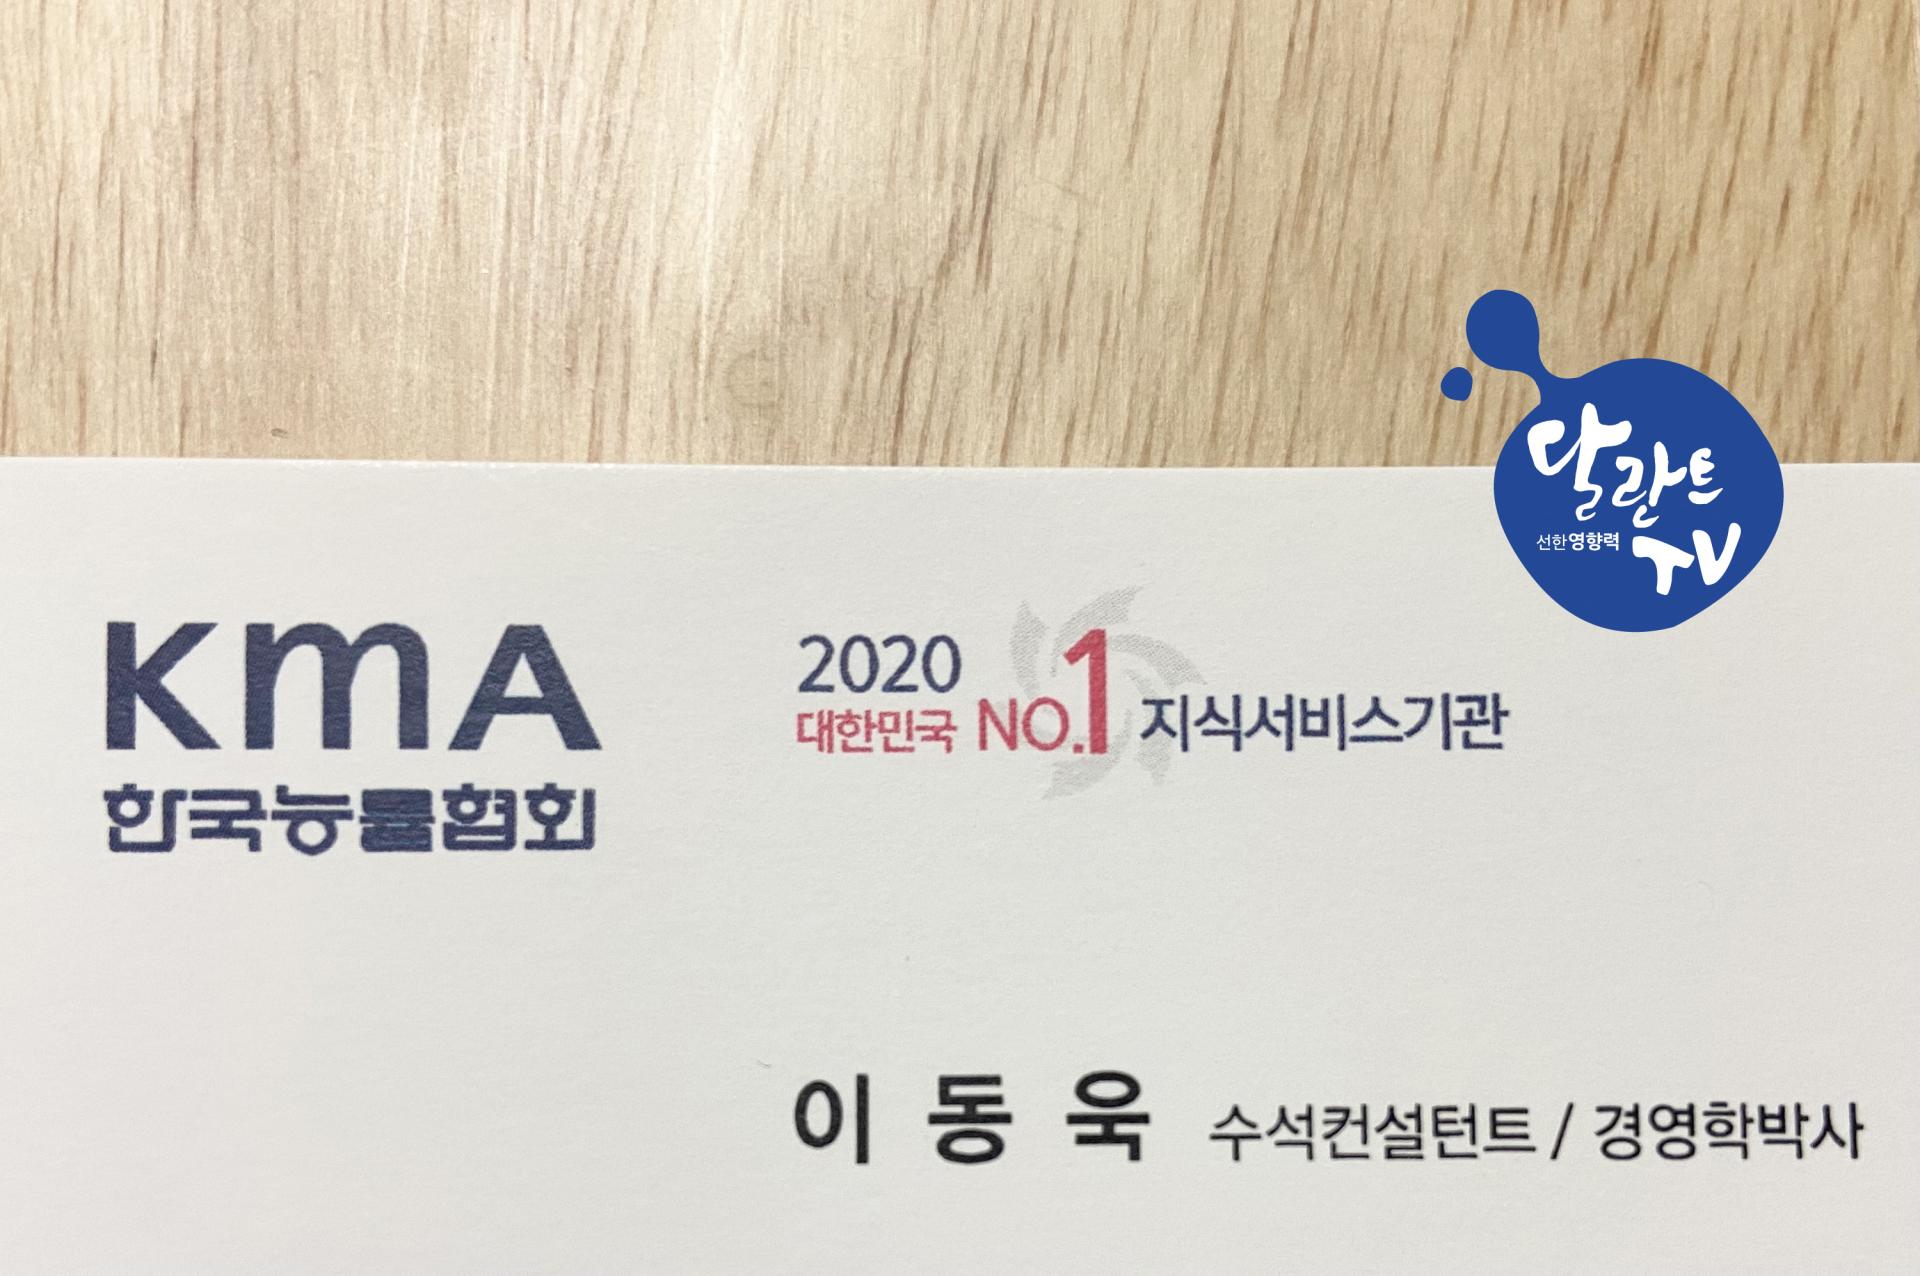 달란트
선한영향력 TV
KMA
한국능률협회
2020
대한민국 NO.1 지식서비스기관
이동욱 수석컨설턴트 / 경영학박사